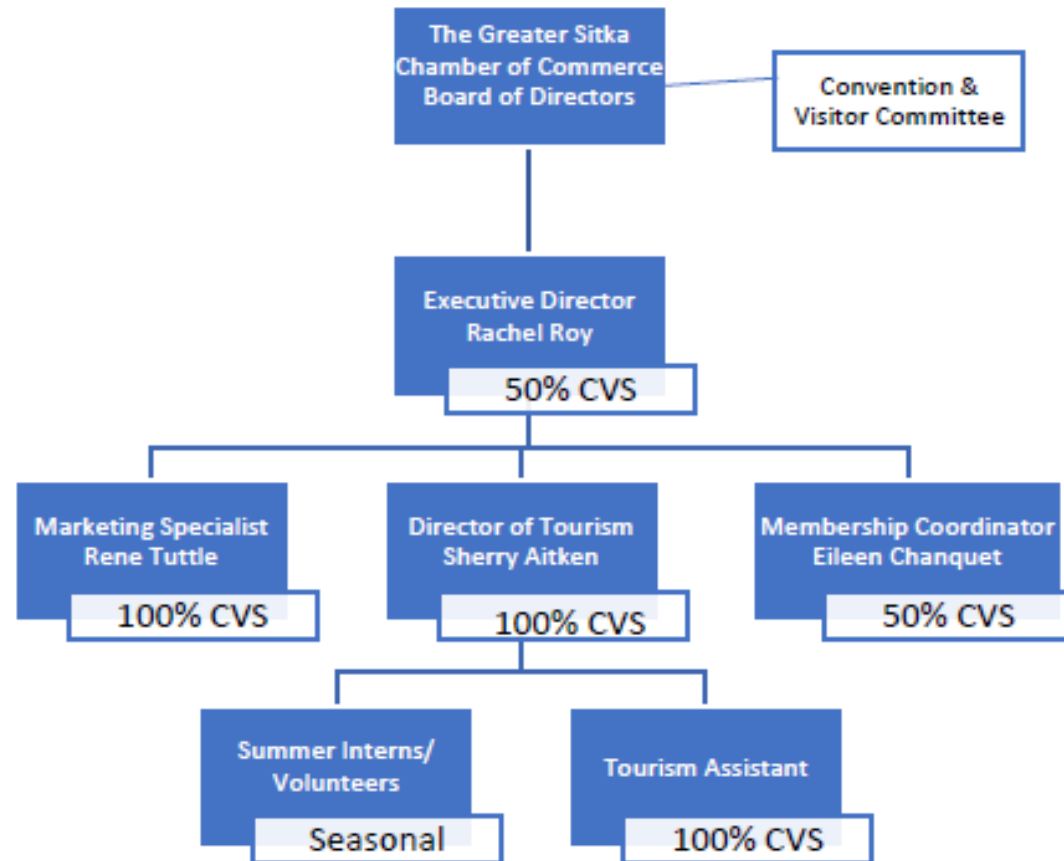 The Greater Sitka
Chamber of Commerce
Board of Directors
Convention &
Visitor Committee
Executive Director
Rachel Roy
50% CVS
Marketing Specialist
Rene Tuttle
100% CVS
Director of Tourism
Sherry Aitken
100% CVS
Membership Coordinator
Eileen Chanquet
50% CVS
Summer Interns/
Volunteers
Seasonal
Tourism Assistant
100% CVS